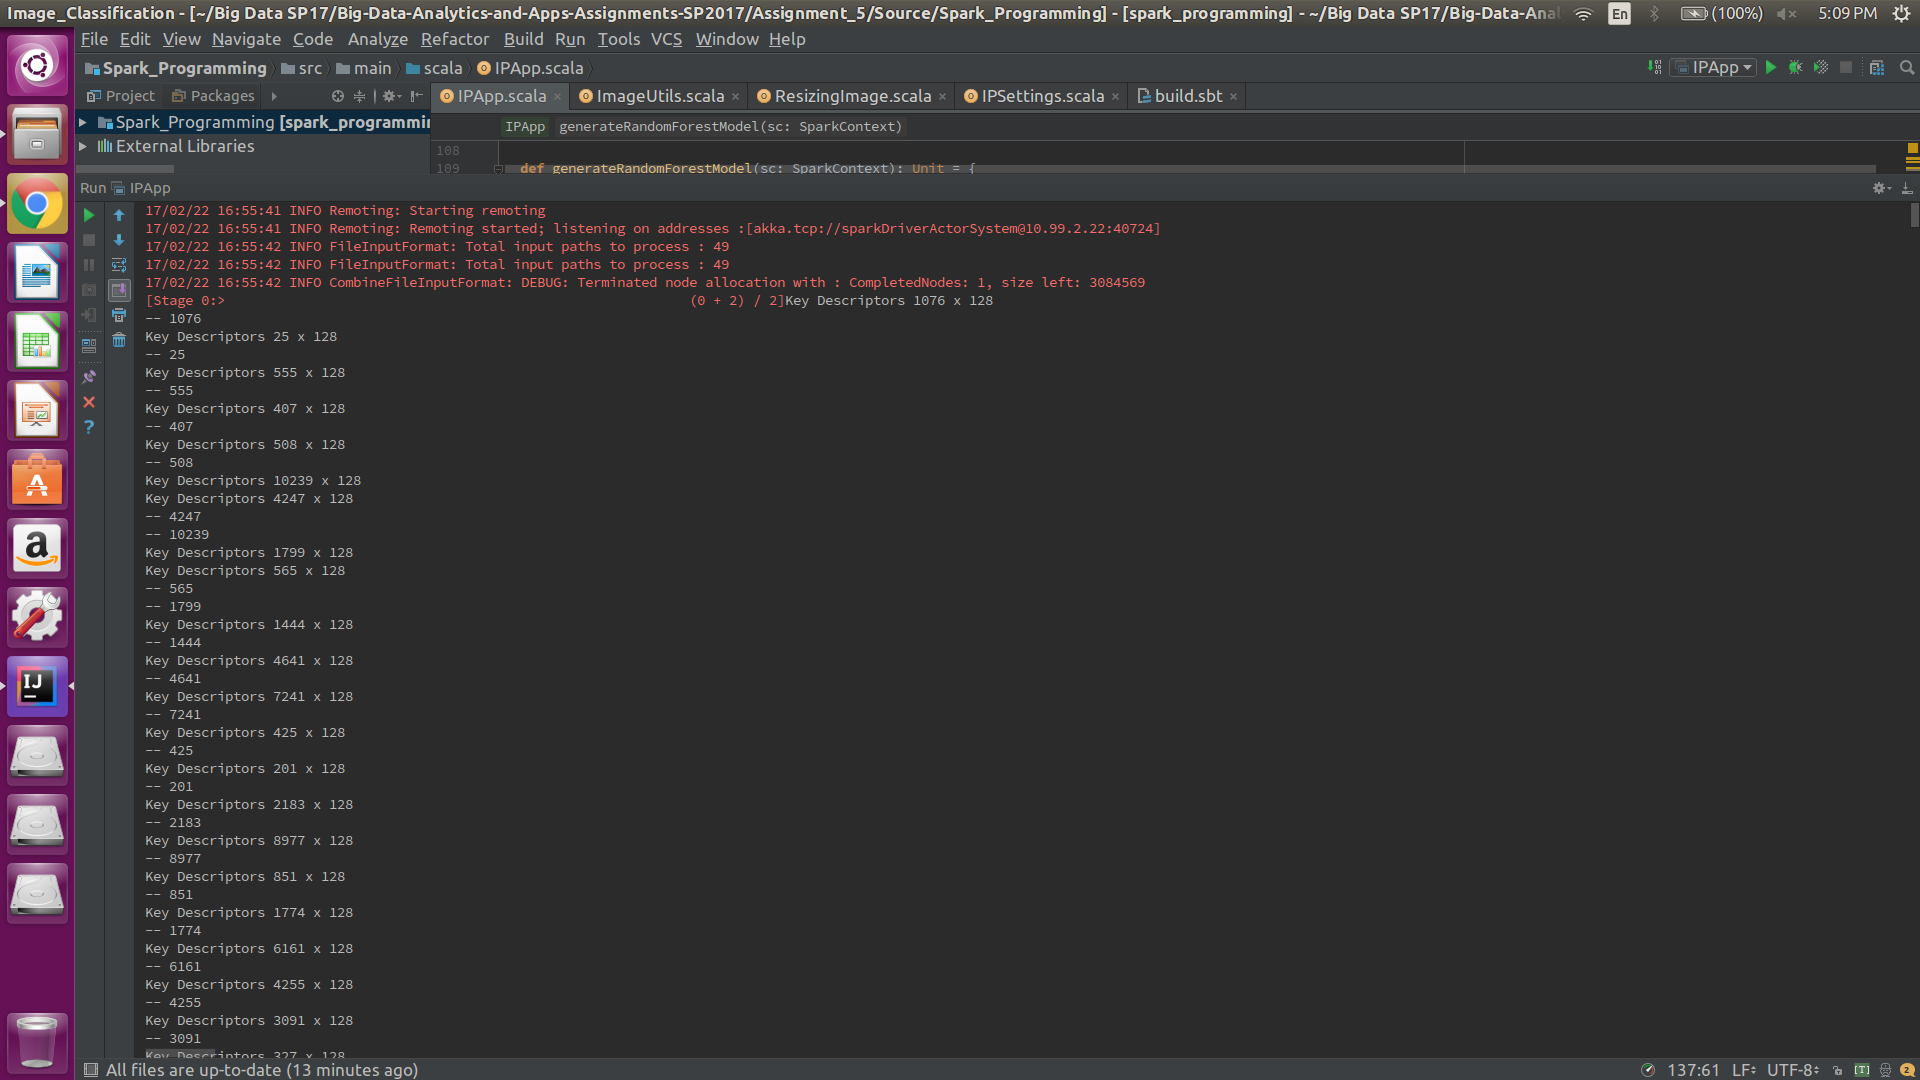 Image_Classification - [~/Big Data SP17/Big-Data-Analytics-and-Apps-Assignments-SP2017/Assignment_5/Source/Spark_Programming] - [spark_programming] - ~/Big Data SP17/Big-Data-Anal
En (100%) 5:09 PM
File Edit View Navigate Code Analyze Refactor Build Run Tools VCS Window Help
Spark_Programming src main scala IPApp.scala IPApp
Project Packages IPApp.scala ImageUtils.scala ResizingImage.scala IPSettings.scala build.sbt
Spark_Programming [spark_programmin
IPApp generateRandomForestModel(sc: SparkContext)
External Libraries
108
109 def generateRandomForestModel(sc: SparkContext): Unit = {
Run IPApp
17/02/22 16:55:41 INFO Remoting: Starting remoting
17/02/22 16:55:41 INFO Remoting: Remoting started; listening on addresses :[akka.tcp://sparkDriverActorSystem@10.99.2.22:40724]
17/02/22 16:55:42 INFO FileInputFormat: Total input paths to process : 49
17/02/22 16:55:42 INFO FileInputFormat: Total input paths to process : 49
17/02/22 16:55:42 INFO CombineFileInputFormat: DEBUG: Terminated node allocation with : CompletedNodes: 1, size left: 3084569
[Stage 0:> (0 + 2) / 2]Key Descriptors 1076 x 128
-- 1076
Key Descriptors 25 x 128
-- 25
Key Descriptors 555 x 128
-- 555
Key Descriptors 407 x 128
-- 407
Key Descriptors 508 x 128
-- 508
Key Descriptors 10239 x 128
Key Descriptors 4247 x 128
-- 4247
-- 10239
Key Descriptors 1799 x 128
Key Descriptors 565 x 128
-- 565
-- 1799
Key Descriptors 1444 x 128
-- 1444
Key Descriptors 4641 x 128
-- 4641
Key Descriptors 7241 x 128
-- 7241
Key Descriptors 425 x 128
-- 425
Key Descriptors 201 x 128
-- 201
Key Descriptors 2183 x 128
-- 2183
Key Descriptors 8977 x 128
-- 8977
Key Descriptors 851 x 128
-- 851
Key Descriptors 1774 x 128
-- 1774
Key Descriptors 6161 x 128
-- 6161
Key Descriptors 4255 x 128
-- 4255
Key Descriptors 3091 x 128
-- 3091
Key Descriptors 327 x 128
All files are up-to-date (13 minutes ago) 137:61 LF UTF-8 [T] 2